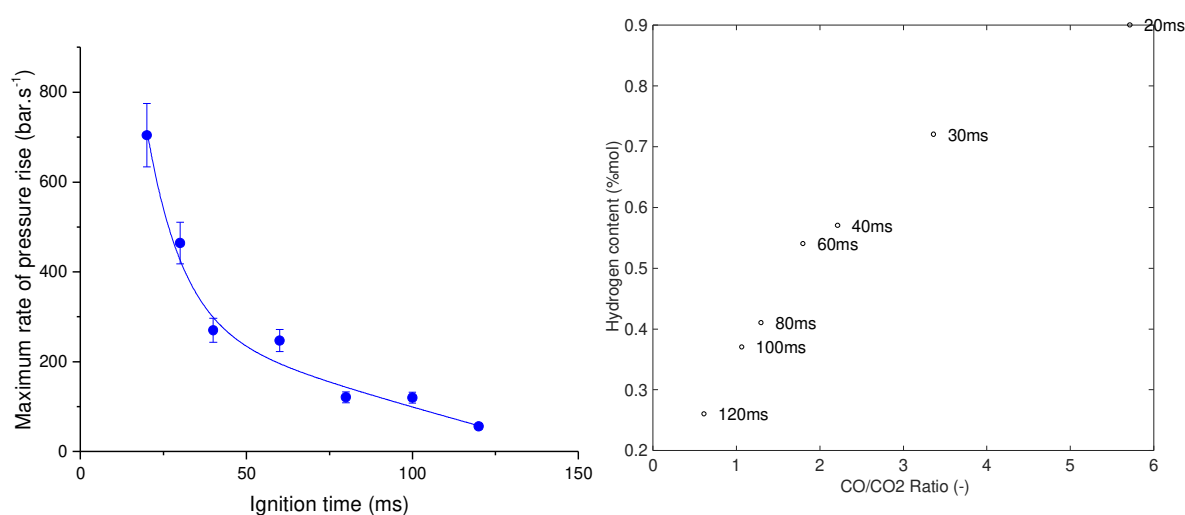 Maximum rate of pressure rise (bar.s⁻¹)
800
600
400
200
0
0 50 100 150
Ignition time (ms)
Hydrogen content (%mol)
0.9
0.8
0.7
0.6
0.5
0.4
0.3
0.2
20ms
30ms
40ms
60ms
80ms
100ms
120ms
0 1 2 3 4 5 6
CO/CO2 Ratio (-)